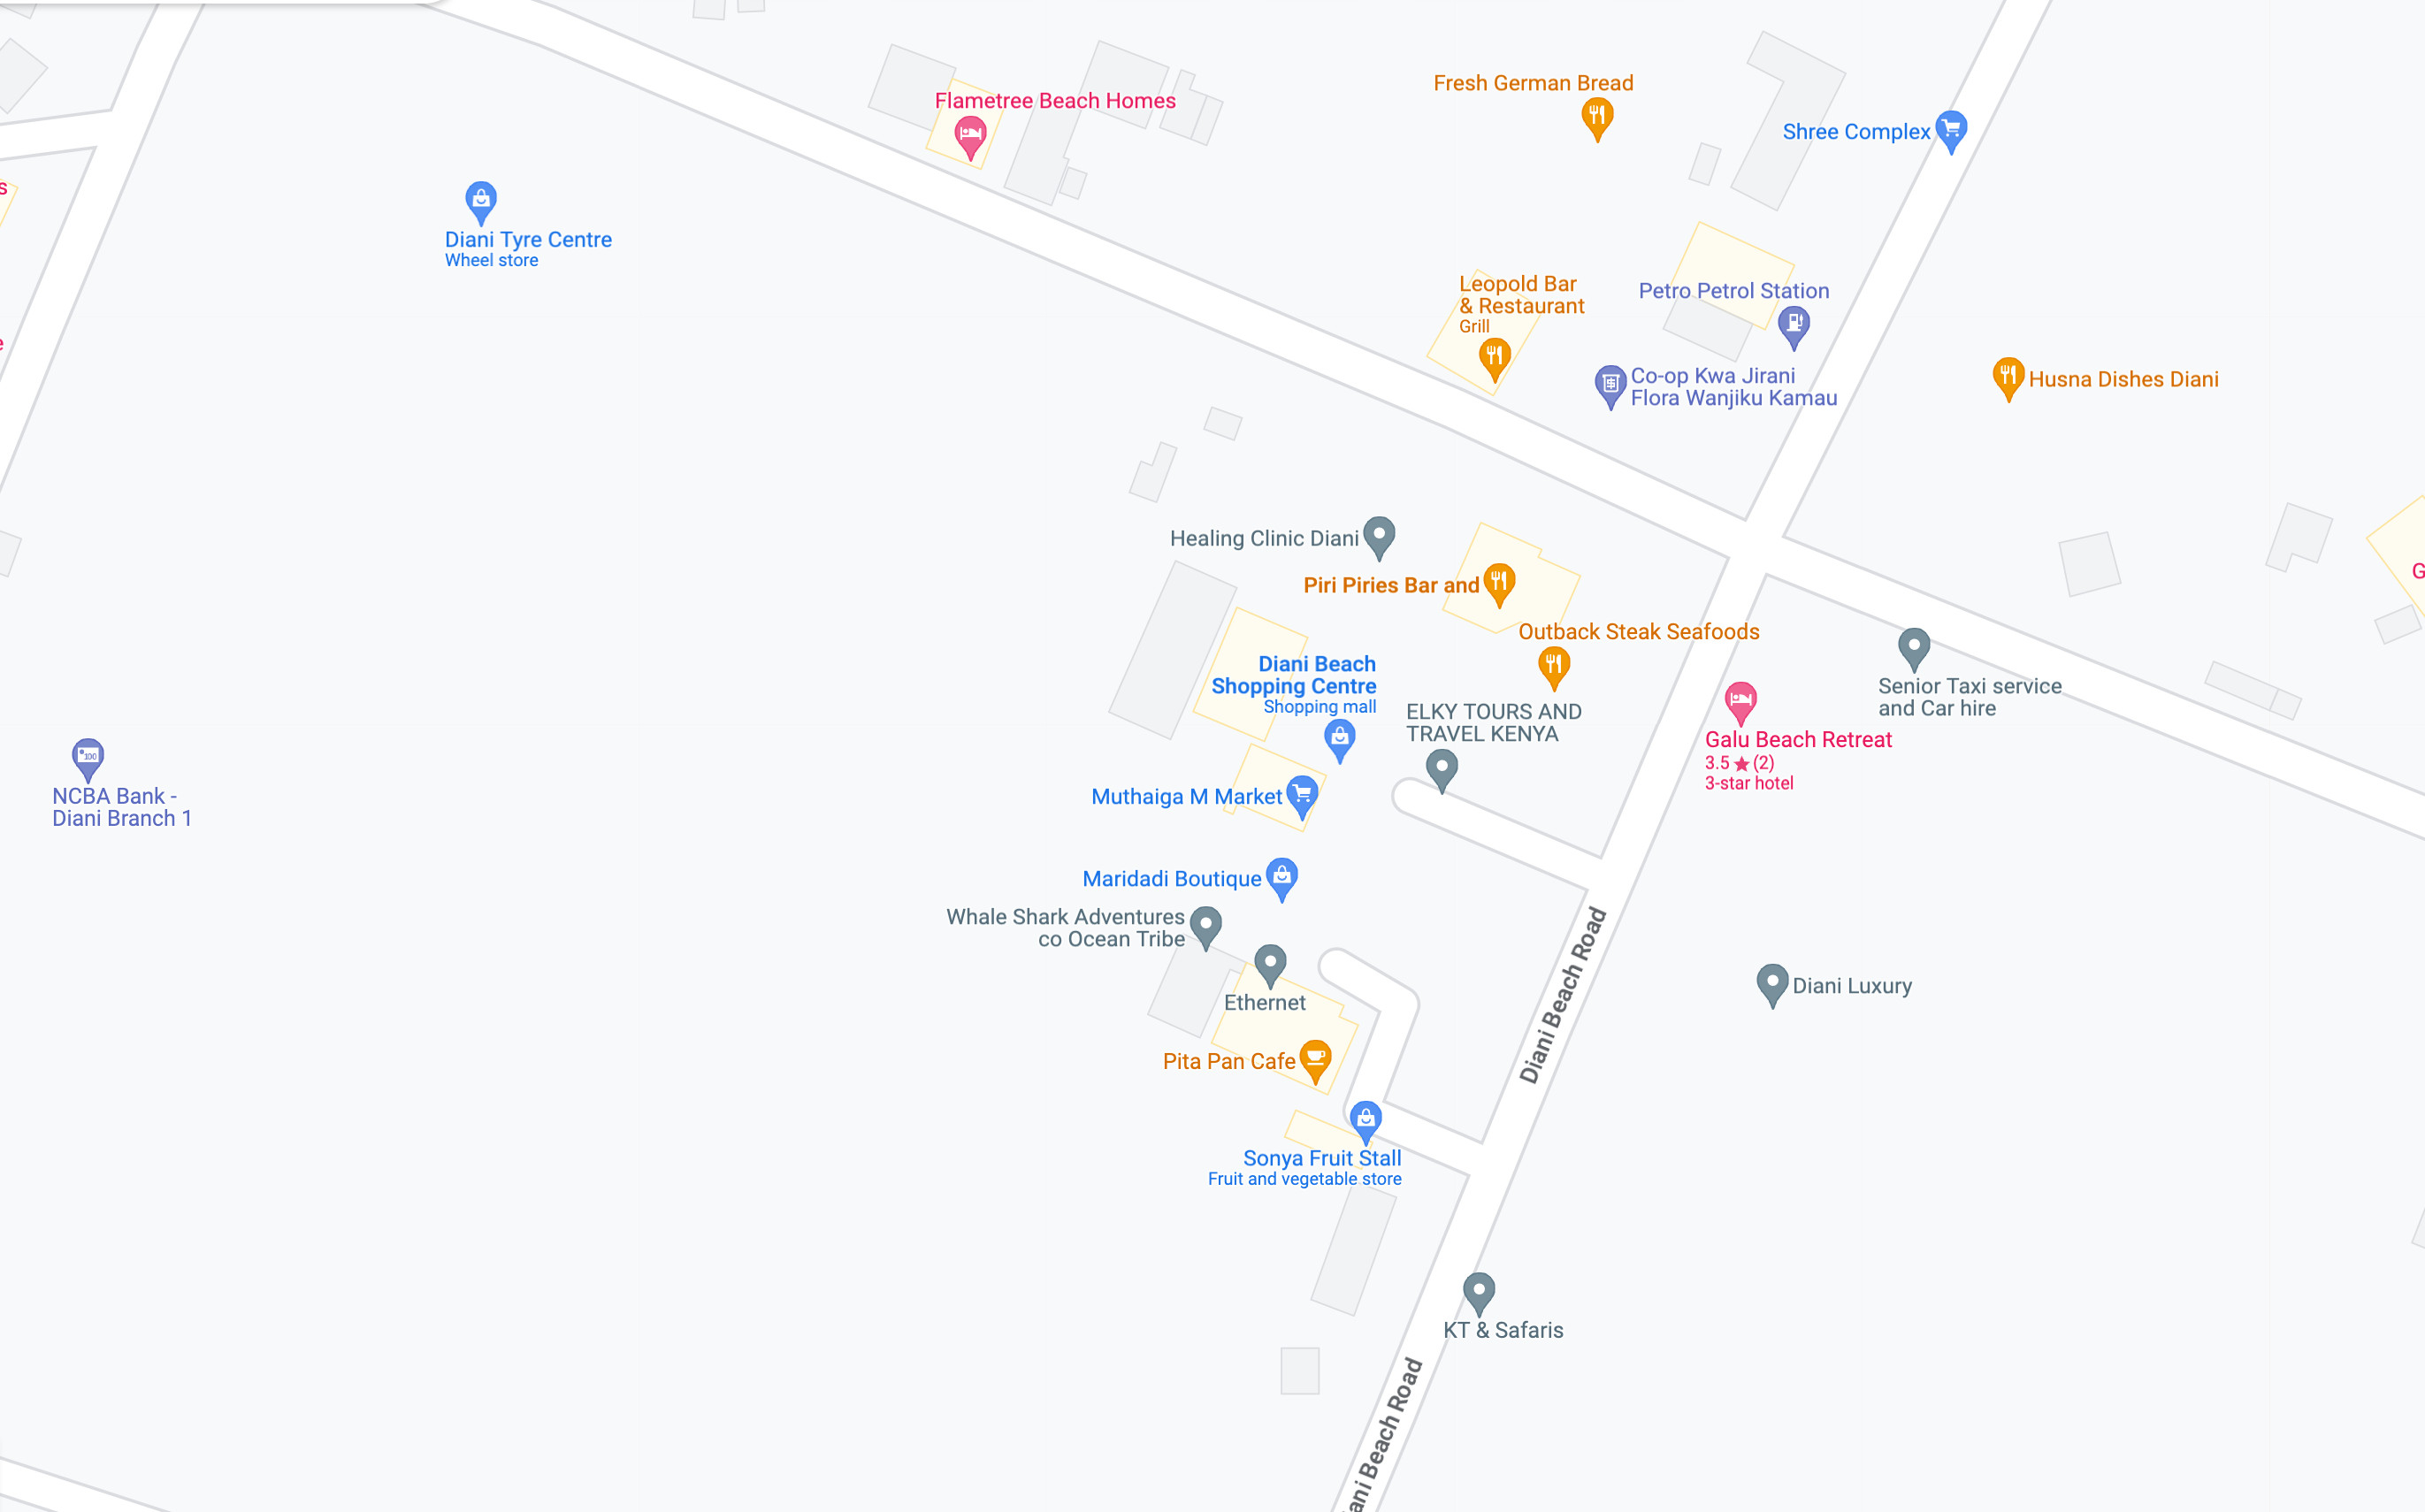 Flametree Beach Homes
Fresh German Bread
Shree Complex
Diani Tyre Centre
Wheel store
Leopold Bar
& Restaurant
Grill
Petro Petrol Station
Co-op Kwa Jirani
Flora Wanjiku Kamau
Husna Dishes Diani
Healing Clinic Diani
Piri Piries Bar and
Outback Steak Seafoods
Diani Beach
Shopping Centre
Shopping mall
ELKY TOURS AND
TRAVEL KENYA
Senior Taxi service
and Car hire
Galu Beach Retreat
3.5 ★ (2)
3-star hotel
100
NCBA Bank -
Diani Branch 1
Muthaiga M Market
Maridadi Boutique
Whale Shark Adventures
co Ocean Tribe
Ethernet
Diani Beach Road
Diani Luxury
Pita Pan Cafe
Sonya Fruit Stall
Fruit and vegetable store
KT & Safaris
ani Beach Road
s
e
G